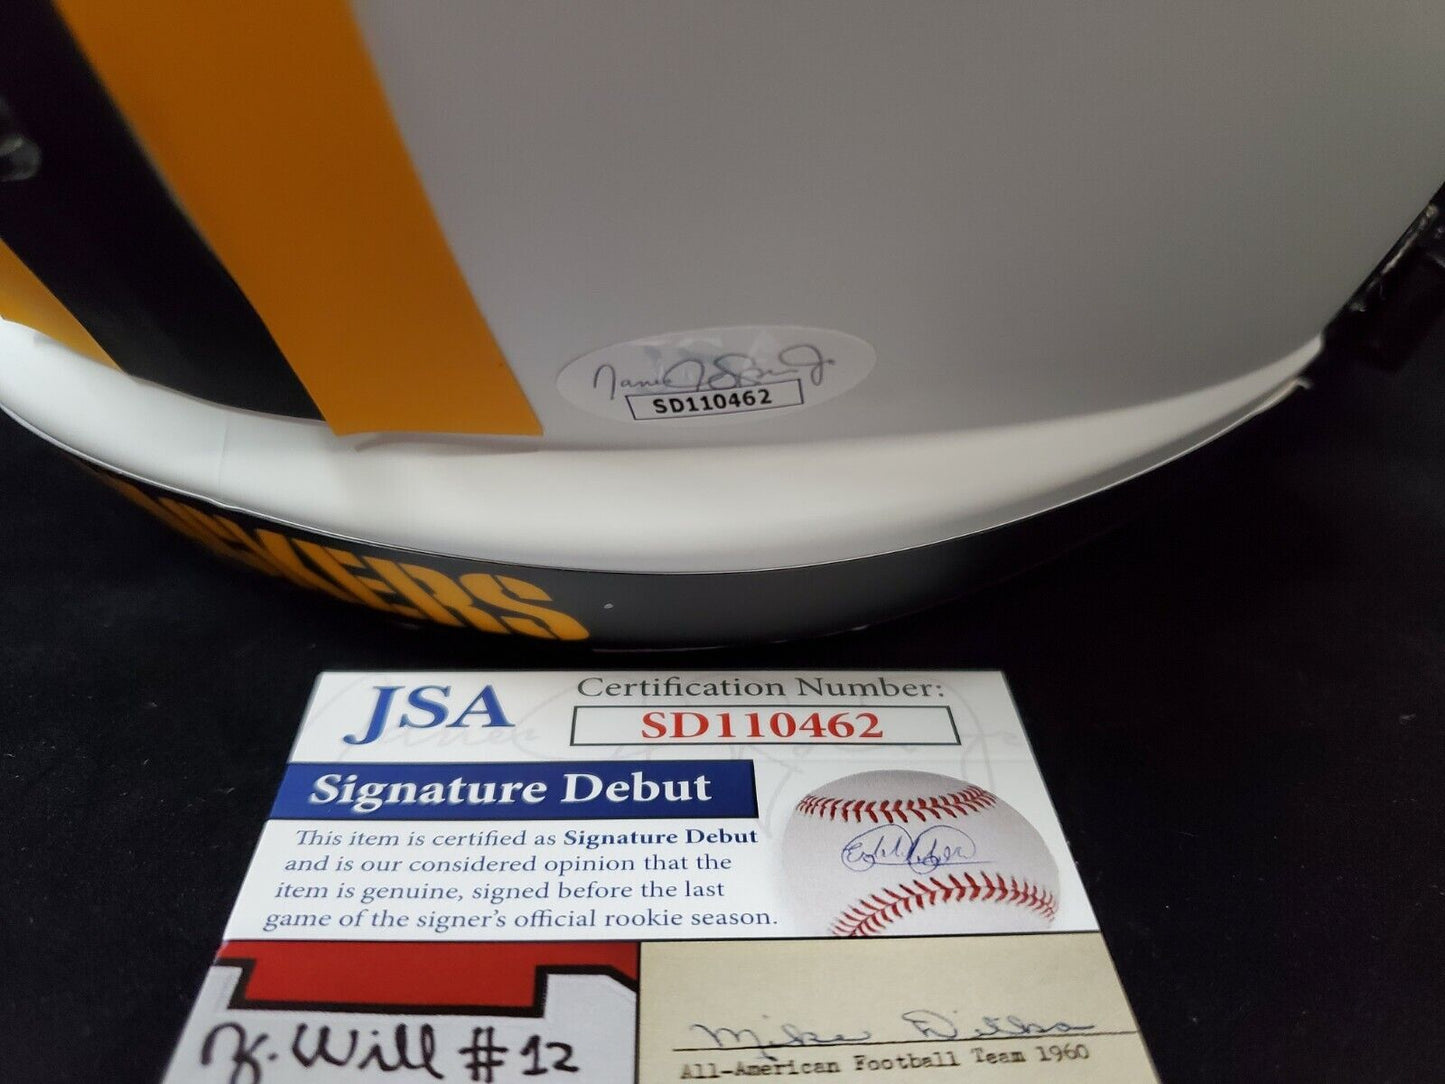 SD110462
JSA
Certification Number:
SD110462
Signature Debut
This item is certified as Signature Debut
and is our considered opinion that the
item is genuine, signed before the last
game of the signer's official rookie season.
Will #12
Mike Ditka
All-American Football Team 1960